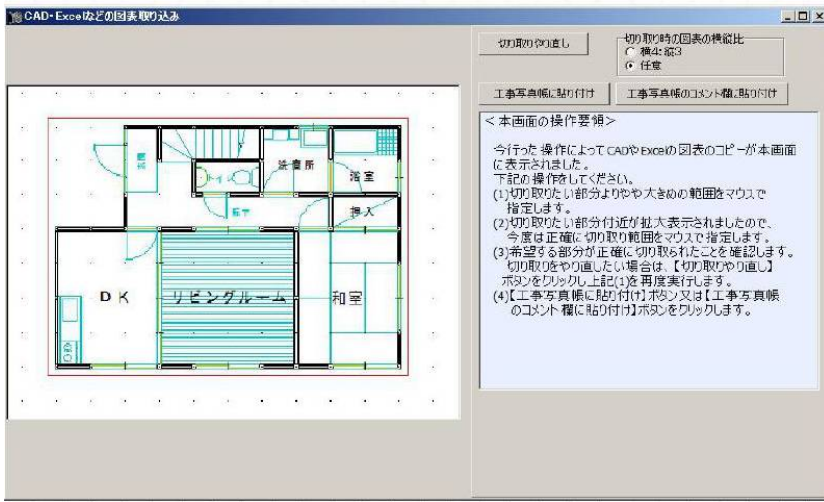 CAD・Excelなどの図表取り込み
切り取りやり直し
切り取り時の図表の横縦比
横4:縦3
任意
工事写真帳に貼り付け
工事写真帳のコメント欄に貼り付け
<本画面の操作要領>
今行った操作によってCADやExcelの図表のコピーが本画面
に表示されました。
下記の操作をしてください。
(1)切り取りたい部分よりやや大きめの範囲をマウスで
指定します。
(2)切り取りたい部分付近が拡大表示されましたので、
今度は正確に切り取り範囲をマウスで指定します。
(3)希望する部分が正確に切り取られたことを確認します。
切り取りをやり直したい場合は、【切り取りやり直し】
ボタンをクリックし上記(1)を再度実行します。
(4)【工事写真帳に貼り付け】ボタン又は【工事写真帳
のコメント欄に貼り付け】ボタンをクリックします。
玄関
トイレ
洗面所
浴室
廊下
押入
DK
リビングルーム
和室